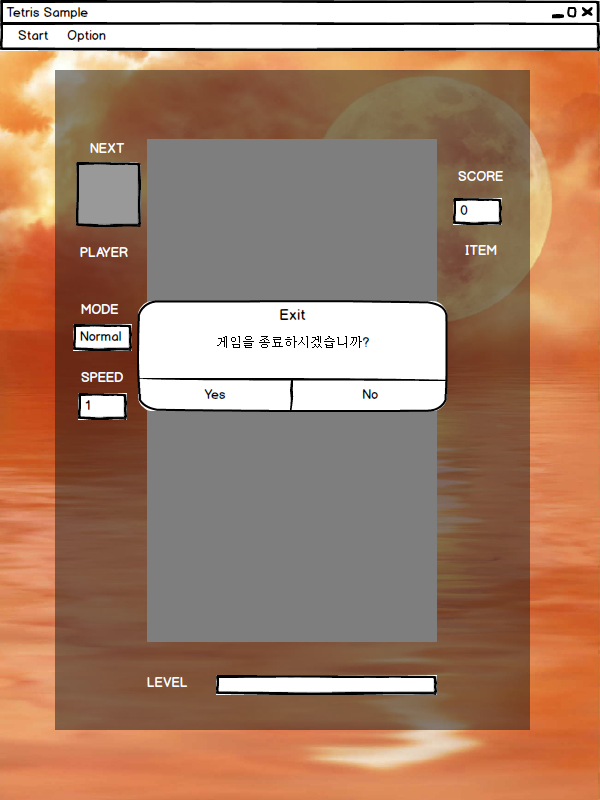 Tetris Sample
Start Option
NEXT
SCORE
0
PLAYER
ITEM
MODE
Normal
Exit
게임을 종료하시겠습니까?
SPEED
1
Yes No
LEVEL